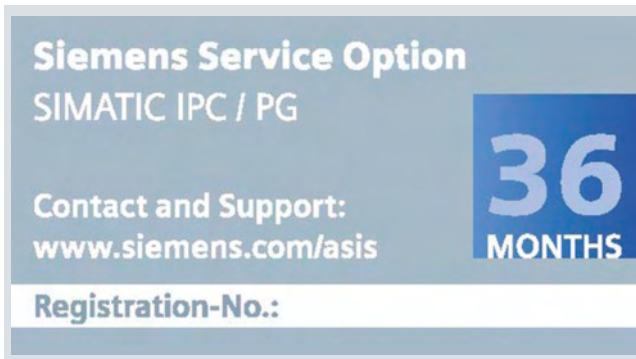 Siemens Service Option
SIMATIC IPC / PG
36
MONTHS
Contact and Support:
www.siemens.com/asis
Registration-No.: